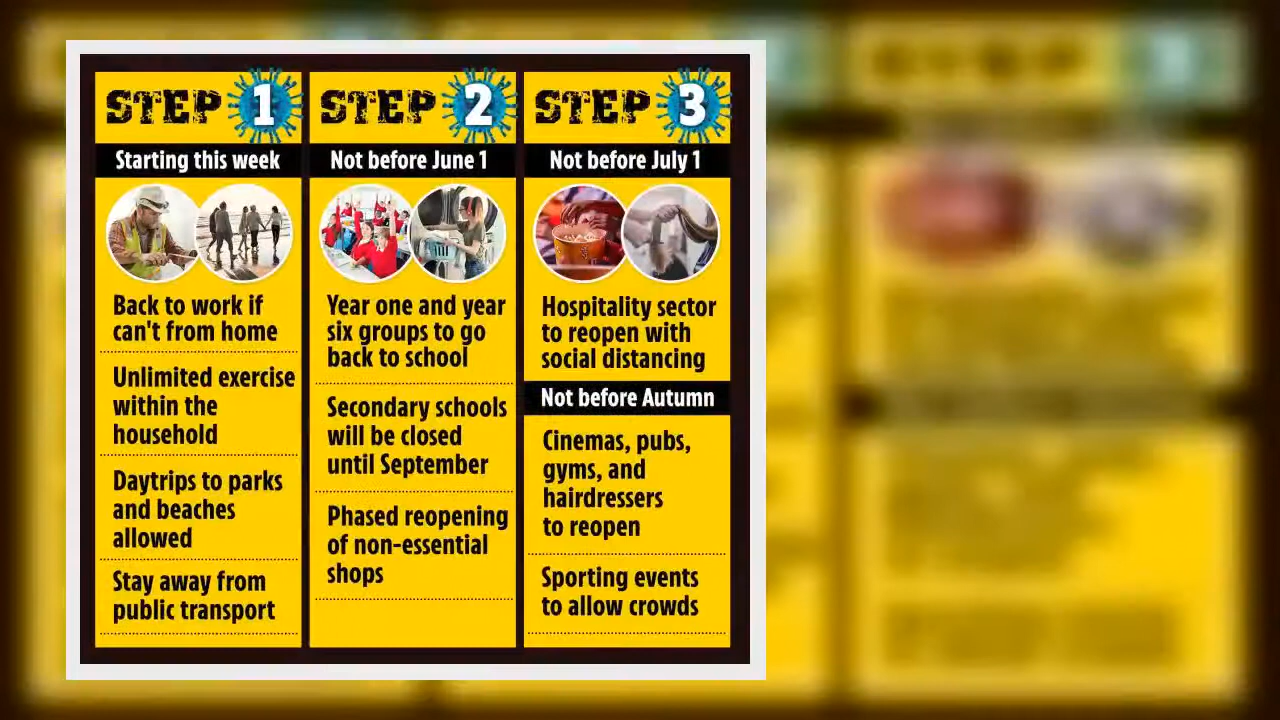 STEP 1
Starting this week
Back to work if
can't from home
Unlimited exercise
within the
household
Daytrips to parks
and beaches
allowed
Stay away from
public transport
STEP 2
Not before June 1
Year one and year
six groups to go
back to school
Secondary schools
will be closed
until September
Phased reopening
of non-essential
shops
STEP 3
Not before July 1
Hospitality sector
to reopen with
social distancing
Not before Autumn
Cinemas, pubs,
gyms, and
hairdressers
to reopen
Sporting events
to allow crowds